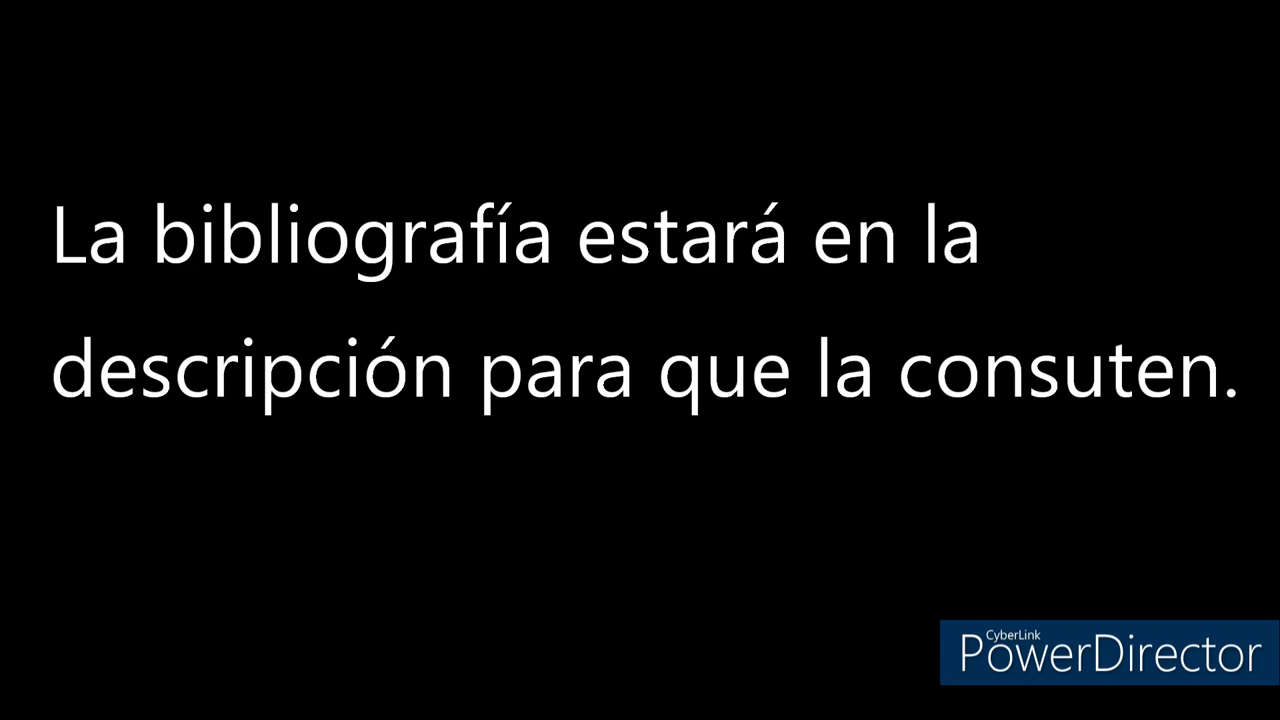 La bibliografía estará en la
descripción para que la consuten.
CyberLink
PowerDirector